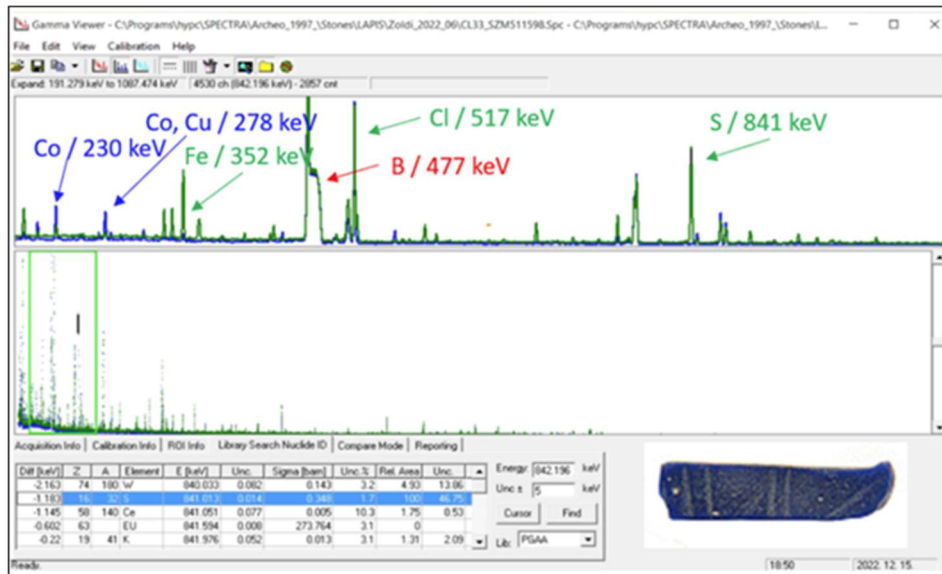 Gamma Viewer - C:\Programs\hypc\SPECTRA\Archeo_1997_\Stones\LAPIS\Zoldi_2022_06\CL33_SZM511598.Spc - C:\Programs\hypc\SPECTRA\Archeo_1997_\Stones\L...
File Edit View Calibration Help
Expand: 191.279 keV to 1087.474 keV 4530 ch (842.196 keV) - 2857 cnt
Co, Cu / 278 keV
Cl / 517 keV
S / 841 keV
Co / 230 keV
Fe / 352 keV
B / 477 keV
Acquisition Info Calibration Info ROI Info Library Search Nuclide ID Compare Mode Reporting
Diff [keV] Z A Element E [keV] Unc. Sigma [barn] Unc.% Rel. Area Unc.
-2.163 74 180 W 840.033 0.082 0.143 3.2 4.93 13.86
-1.183 16 32 S 841.013 0.014 0.348 1.7 100 46.75
-1.145 58 140 Ce 841.051 0.077 0.005 10.3 1.75 0.53
-0.602 63 EU 841.594 0.008 273.764 3.1 0
-0.22 19 41 K 841.976 0.052 0.013 3.1 1.31 2.09
Energy: 842.196 keV
Unc ± 5 keV
Cursor Find
Lib: PGAA
Ready. 18:50 2022. 12. 15.